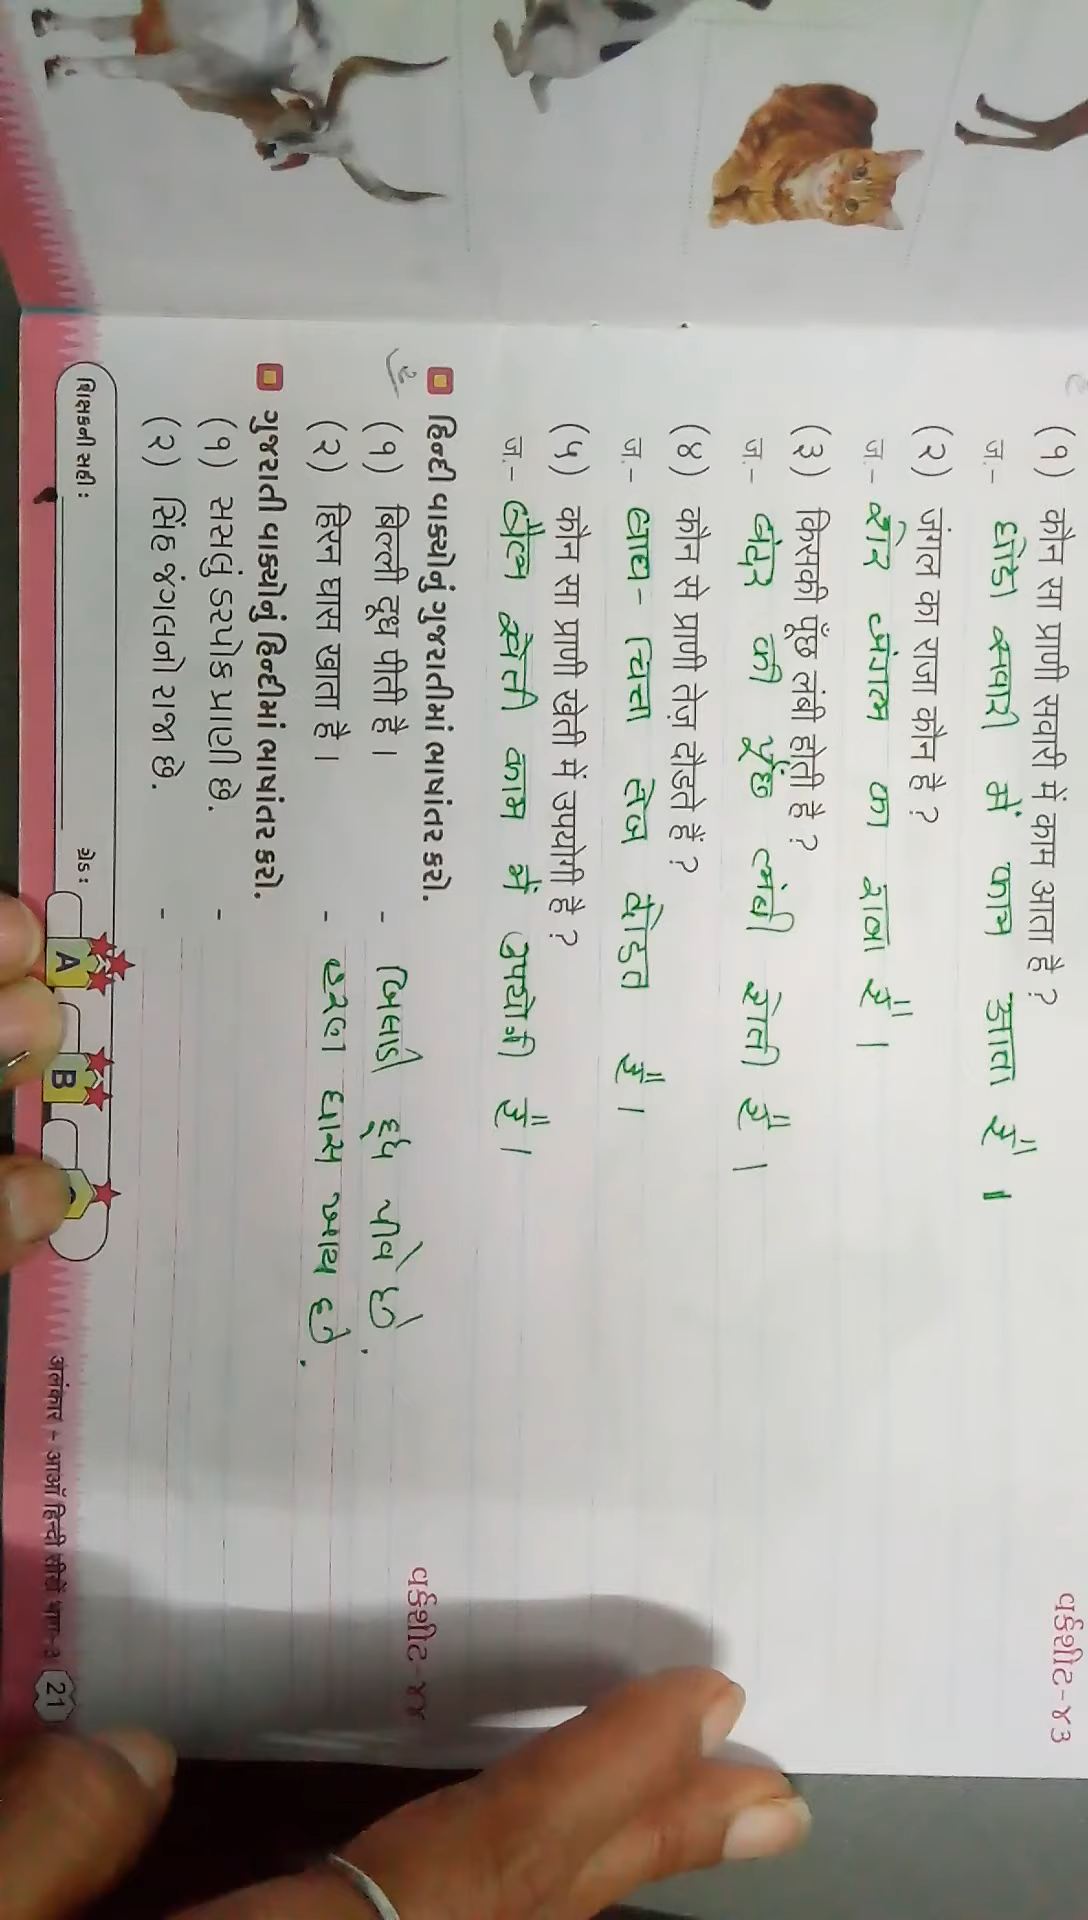 વર્કશીટ-૪૩
(१) कौन सा प्राणी सवारी में काम आता है ?
ज.- घोडा सवारी में काम आता हैं ।
(२) जंगल का राजा कौन है ?
ज.- शेर जंगल का राजा हैं ।
(३) किसकी पूँछ लंबी होती है ?
ज.- बंदर की पूँछ लंबी होती हैं ।
(४) कौन से प्राणी तेज़ दौडते हैं ?
ज.- बाघ - चिता तेज दौडत हैं ।
(५) कौन सा प्राणी खेती में उपयोगी है ?
ज.- बैल खेती काम में उपयोगी हैं ।
વર્કશીટ-૪૪
હિન્દી વાક્યોનું ગુજરાતીમાં ભાષાંતર કરો.
(१) बिल्ली दूध पीती है । - બિલાડી દૂધ પીવે છે.
(२) हिरन घास खाता है । - હરણ ઘાસ ખાય છે.
ગુજરાતી વાક્યોનું હિન્દીમાં ભાષાંતર કરો.
(૧) સસલું ડરપોક પ્રાણી છે. -
(૨) સિંહ જંગલનો રાજા છે. -
શિક્ષકની સહી : ગ્રેડ : A B
अलंकार - आओ हिन्दी सीखें भाग-२ 21